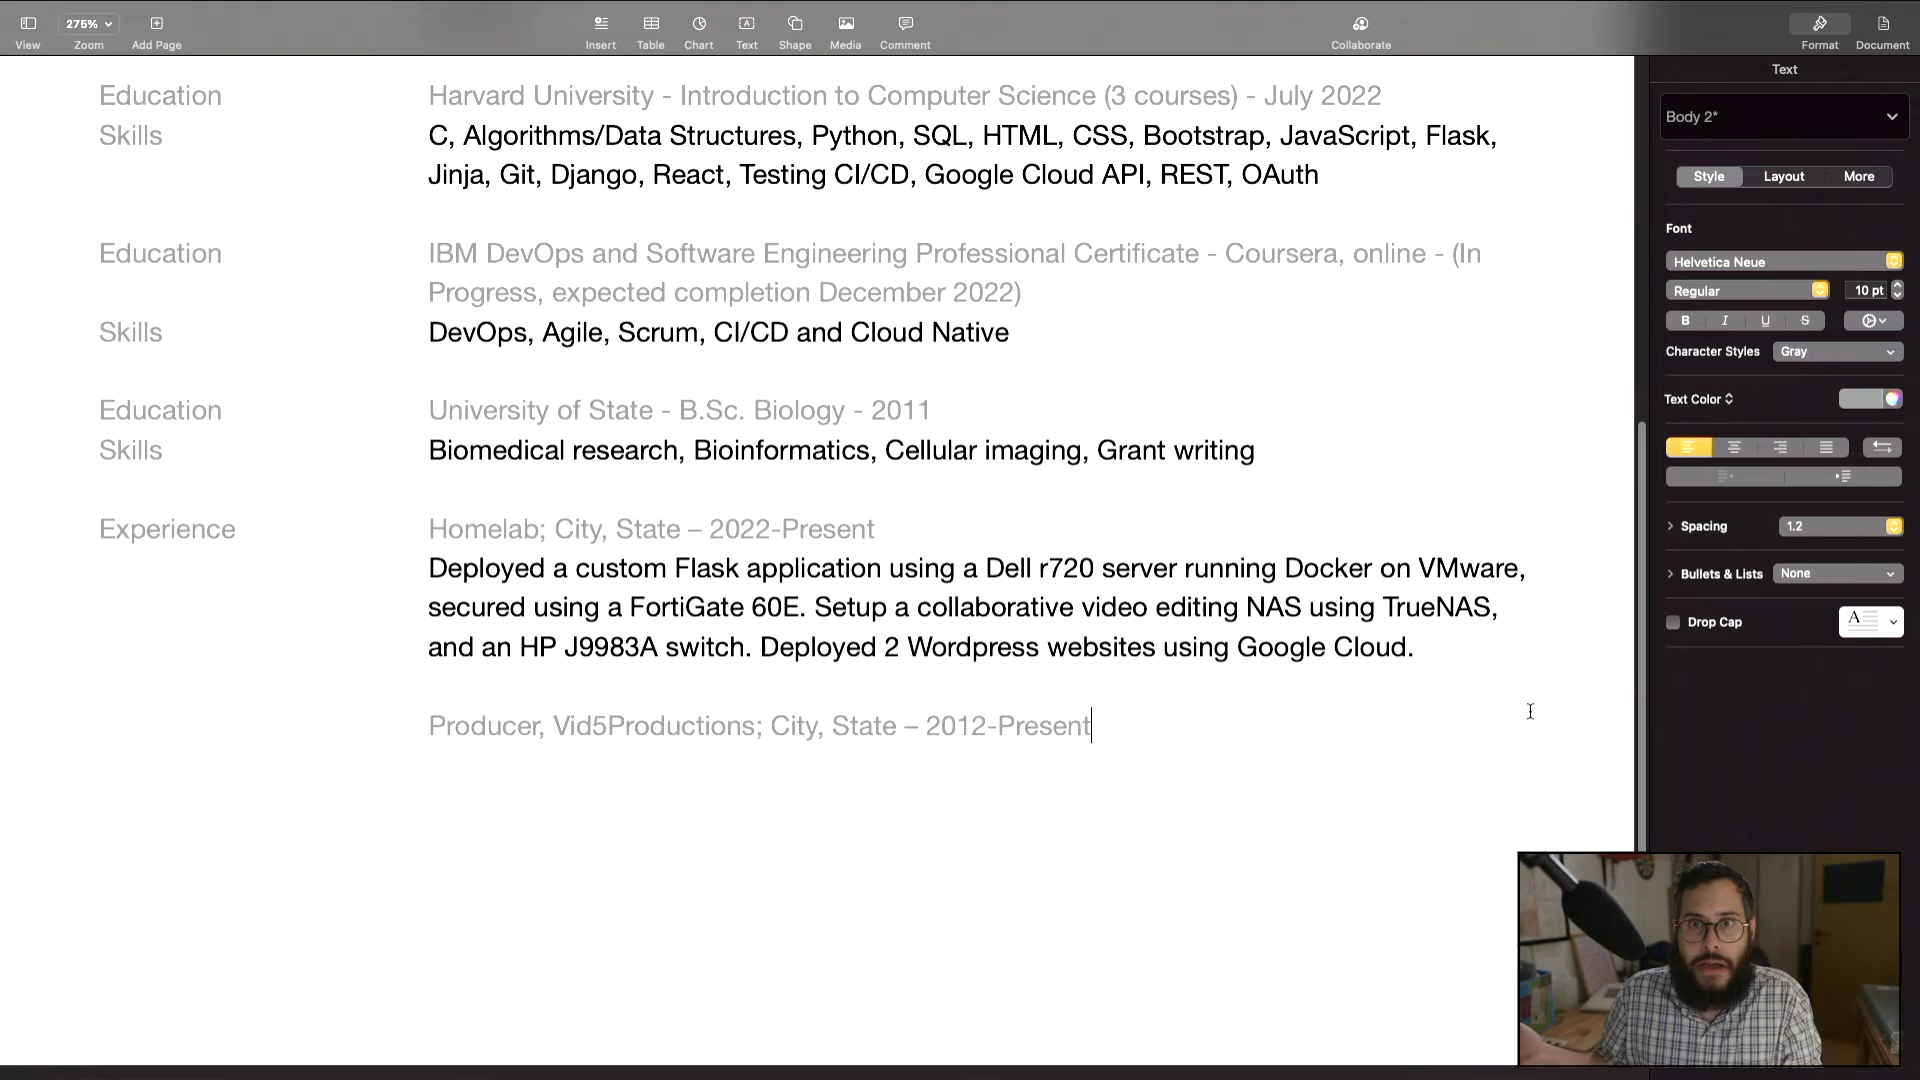 275%
View
Zoom
Add Page
Insert
Table
Chart
Text
Shape
Media
Comment
Collaborate
Format
Document
Education
Harvard University - Introduction to Computer Science (3 courses) - July 2022
Skills
C, Algorithms/Data Structures, Python, SQL, HTML, CSS, Bootstrap, JavaScript, Flask,
Jinja, Git, Django, React, Testing CI/CD, Google Cloud API, REST, OAuth
Education
IBM DevOps and Software Engineering Professional Certificate - Coursera, online - (In
Progress, expected completion December 2022)
Skills
DevOps, Agile, Scrum, CI/CD and Cloud Native
Education
University of State - B.Sc. Biology - 2011
Skills
Biomedical research, Bioinformatics, Cellular imaging, Grant writing
Experience
Homelab; City, State – 2022-Present
Deployed a custom Flask application using a Dell r720 server running Docker on VMware,
secured using a FortiGate 60E. Setup a collaborative video editing NAS using TrueNAS,
and an HP J9983A switch. Deployed 2 Wordpress websites using Google Cloud.
Producer, Vid5Productions; City, State – 2012-Present
Text
Body 2*
Style
Layout
More
Font
Helvetica Neue
Regular
10 pt
B I U S
Character Styles
Gray
Text Color
Spacing
1.2
Bullets & Lists
None
Drop Cap
A